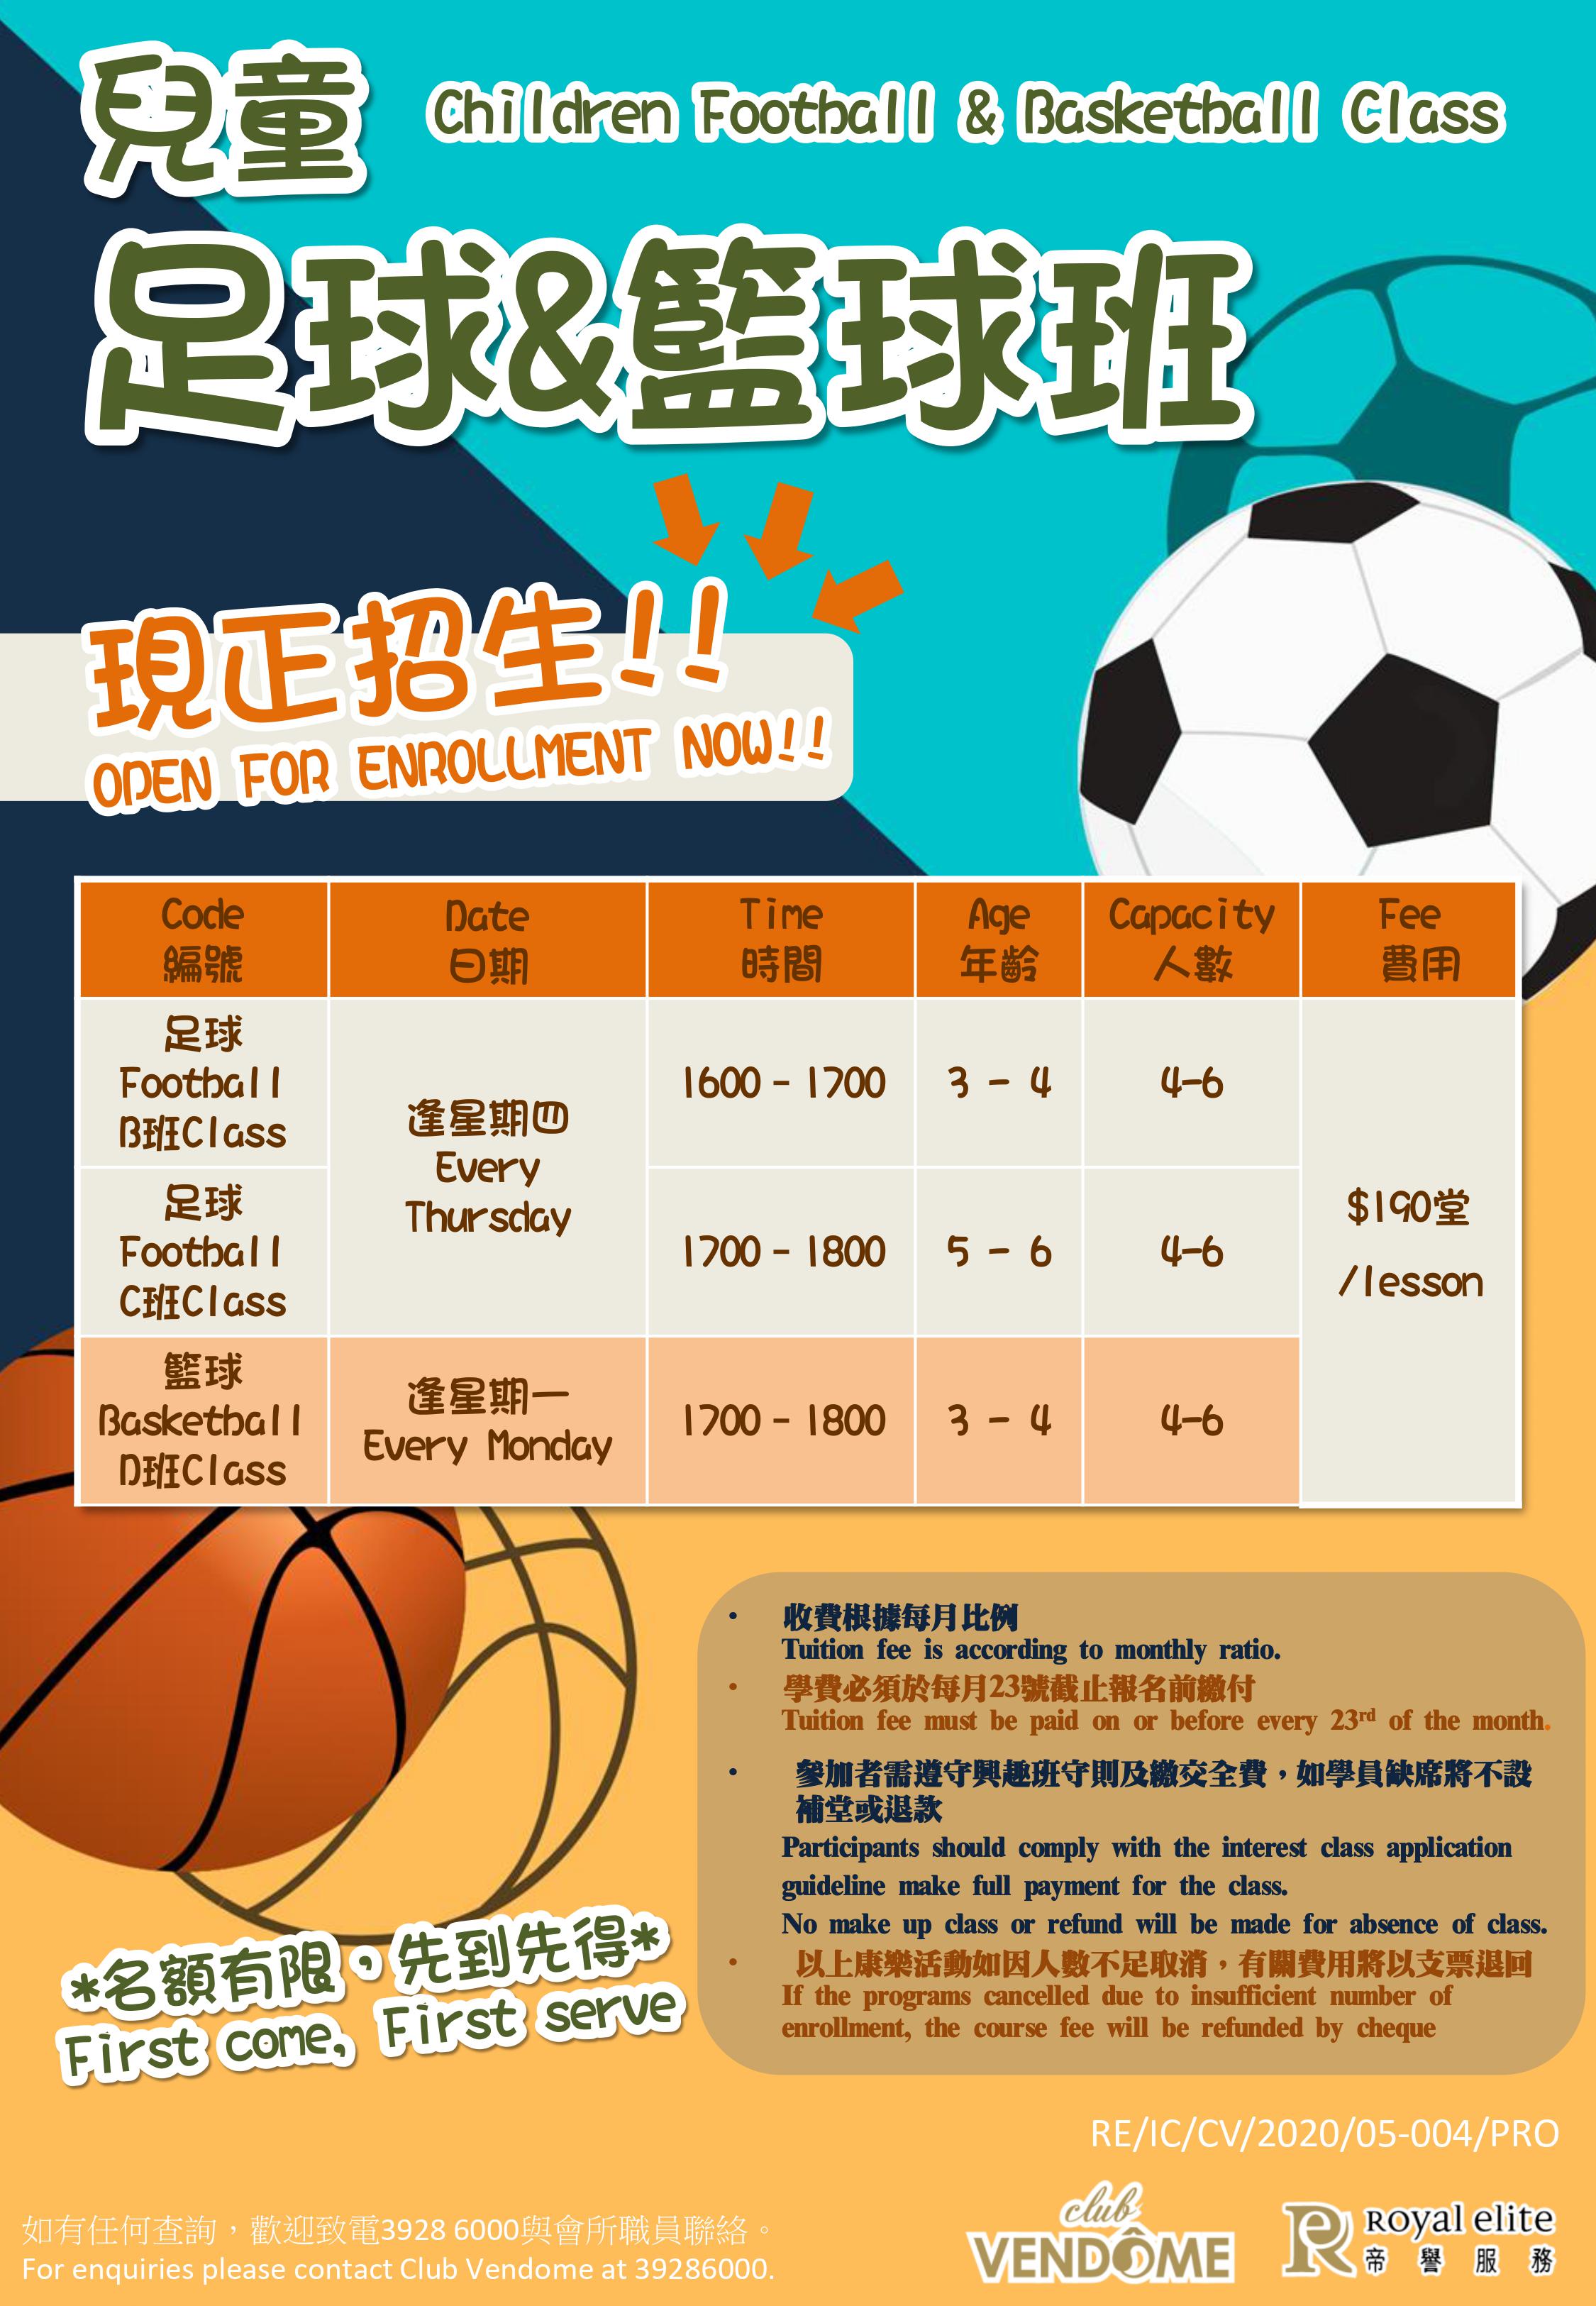 兒童
Children Football & Basketball Class
足球&籃球班
現正招生!!
OPEN FOR ENROLLMENT NOW!!
Code
編號
Date
日期
Time
時間
Age
年齡
Capacity
人數
Fee
費用
足球
Football
B班Class
逢星期四
Every
Thursday
1600 - 1700
3 - 4
4-6
$190堂
/lesson
足球
Football
C班Class
1700 - 1800
5 - 6
4-6
籃球
Basketball
D班Class
逢星期一
Every Monday
1700 - 1800
3 - 4
4-6
• 收費根據每月比例
Tuition fee is according to monthly ratio.
• 學費必須於每月23號截止報名前繳付
Tuition fee must be paid on or before every 23rd of the month.
• 參加者需遵守興趣班守則及繳交全費，如學員缺席將不設
補堂或退款
Participants should comply with the interest class application
guideline make full payment for the class.
No make up class or refund will be made for absence of class.
• 以上康樂活動如因人數不足取消，有關費用將以支票退回
If the programs cancelled due to insufficient number of
enrollment, the course fee will be refunded by cheque
*名額有限，先到先得*
First come, First serve
RE/IC/CV/2020/05-004/PRO
如有任何查詢，歡迎致電3928 6000與會所職員聯絡。
For enquiries please contact Club Vendome at 39286000.
club
VENDÔME
R
Royal elite
帝譽服務